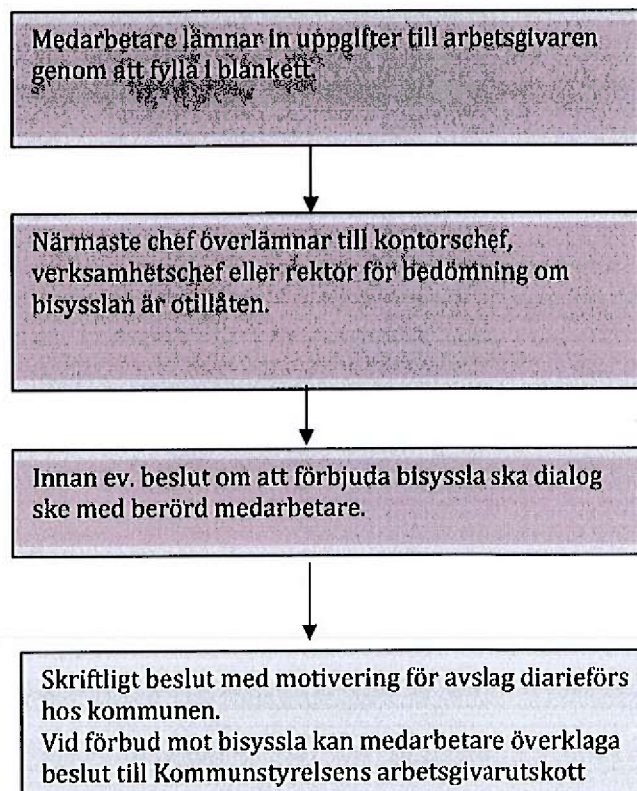 Medarbetare lämnar in uppgifter till arbetsgivaren
genom att fylla i blankett.
Närmaste chef överlämnar till kontorschef,
verksamhetschef eller rektor för bedömning om
bisysslan är otillåten.
Innan ev. beslut om att förbjuda bisyssla ska dialog
ske med berörd medarbetare.
Skriftligt beslut med motivering för avslag diarieförs
hos kommunen.
Vid förbud mot bisyssla kan medarbetare överklaga
beslut till Kommunstyrelsens arbetsgivarutskott